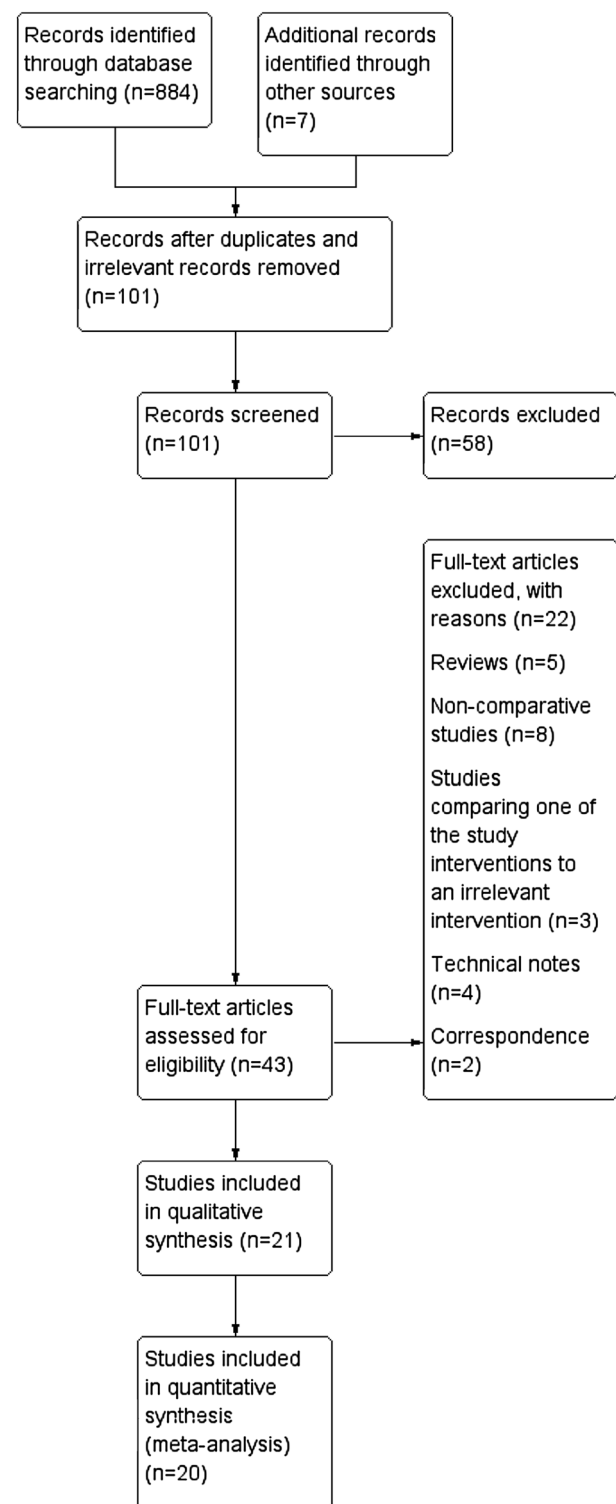 Records identified
through database
searching (n=884)
Additional records
identified through
other sources
(n=7)
Records after duplicates and
irrelevant records removed
(n=101)
Records screened
(n=101)
Records excluded
(n=58)
Full-text articles
excluded, with
reasons (n=22)
Reviews (n=5)
Non-comparative
studies (n=8)
Studies
comparing one of
the study
interventions to
an irrelevant
intervention (n=3)
Technical notes
(n=4)
Correspondence
(n=2)
Full-text articles
assessed for
eligibility (n=43)
Studies included
in qualitative
synthesis (n=21)
Studies included
in quantitative
synthesis
(meta-analysis)
(n=20)